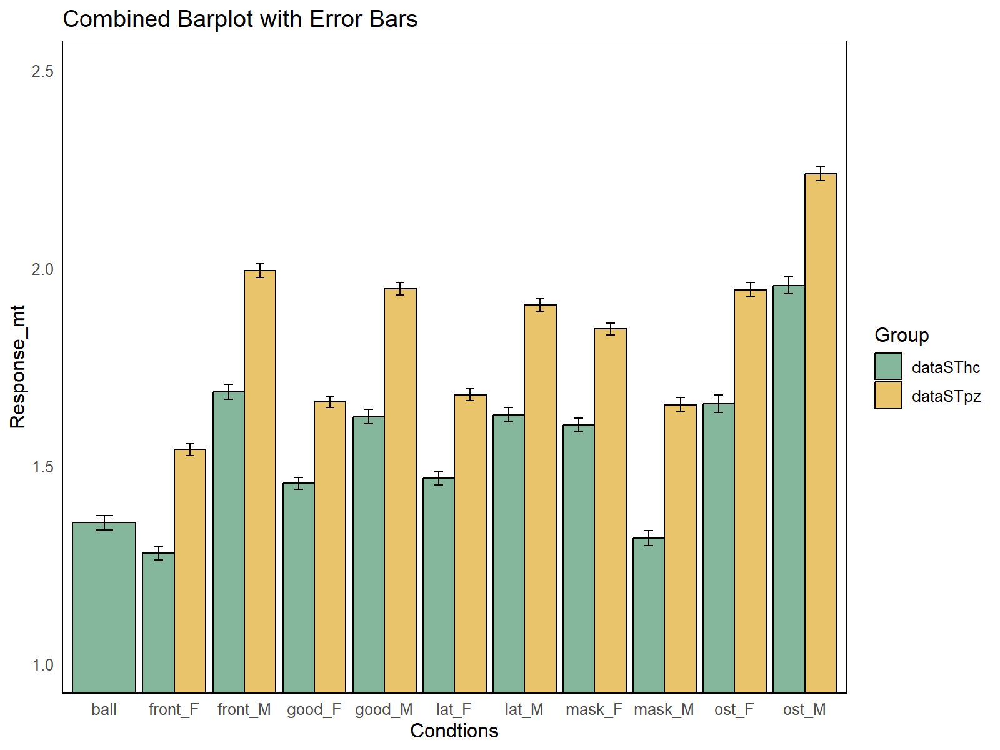 Combined Barplot with Error Bars
2.5
2.0
1.5
1.0
Response_mt
ball front_F front_M good_F good_M lat_F lat_M mask_F mask_M ost_F ost_M
Condtions
Group
dataSThc
dataSTpz